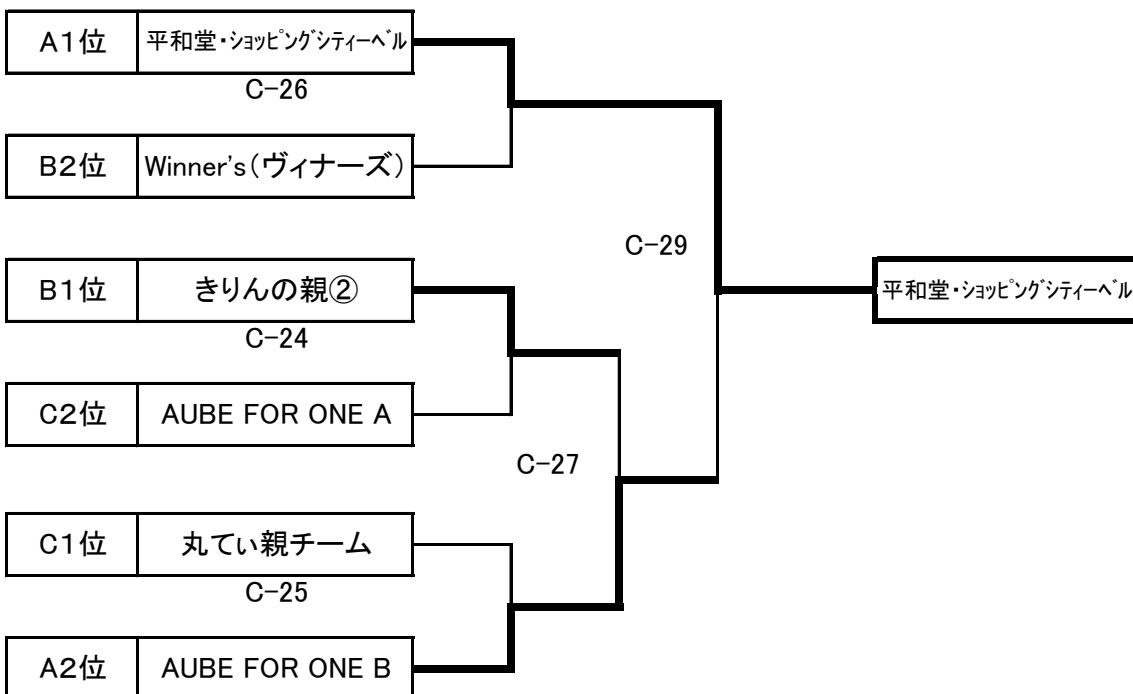 A1位 平和堂・ｼｮｯﾋﾟﾝｸﾞｼﾃｨｰﾍﾞﾙ
C-26
B2位 Winner's（ヴィナーズ）
C-29
B1位 きりんの親② 平和堂・ｼｮｯﾋﾟﾝｸﾞｼﾃｨｰﾍﾞﾙ
C-24
C2位 AUBE FOR ONE A
C-27
C1位 丸てぃ親チーム
C-25
A2位 AUBE FOR ONE B